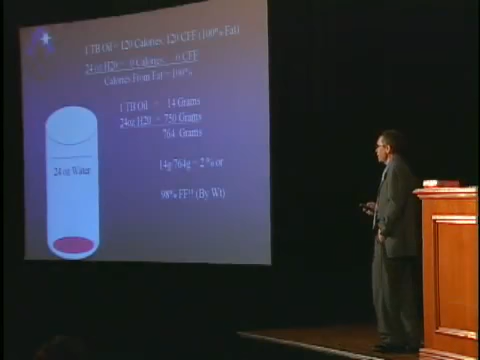 1 TB Oil = 120 Calories, 120 CFF (100% Fat)
24 oz H20 = 0 Calories 0 CFF
Calories From Fat = 100%
1 TB Oil = 14 Grams
24oz H20 = 750 Grams
764 Grams
24 oz Water
14g/764g = 2% or
98% FF (By Wt)